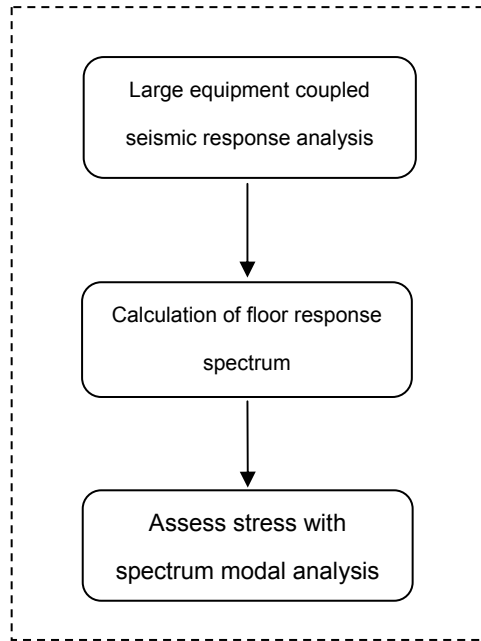 Large equipment coupled
seismic response analysis
Calculation of floor response
spectrum
Assess stress with
spectrum modal analysis